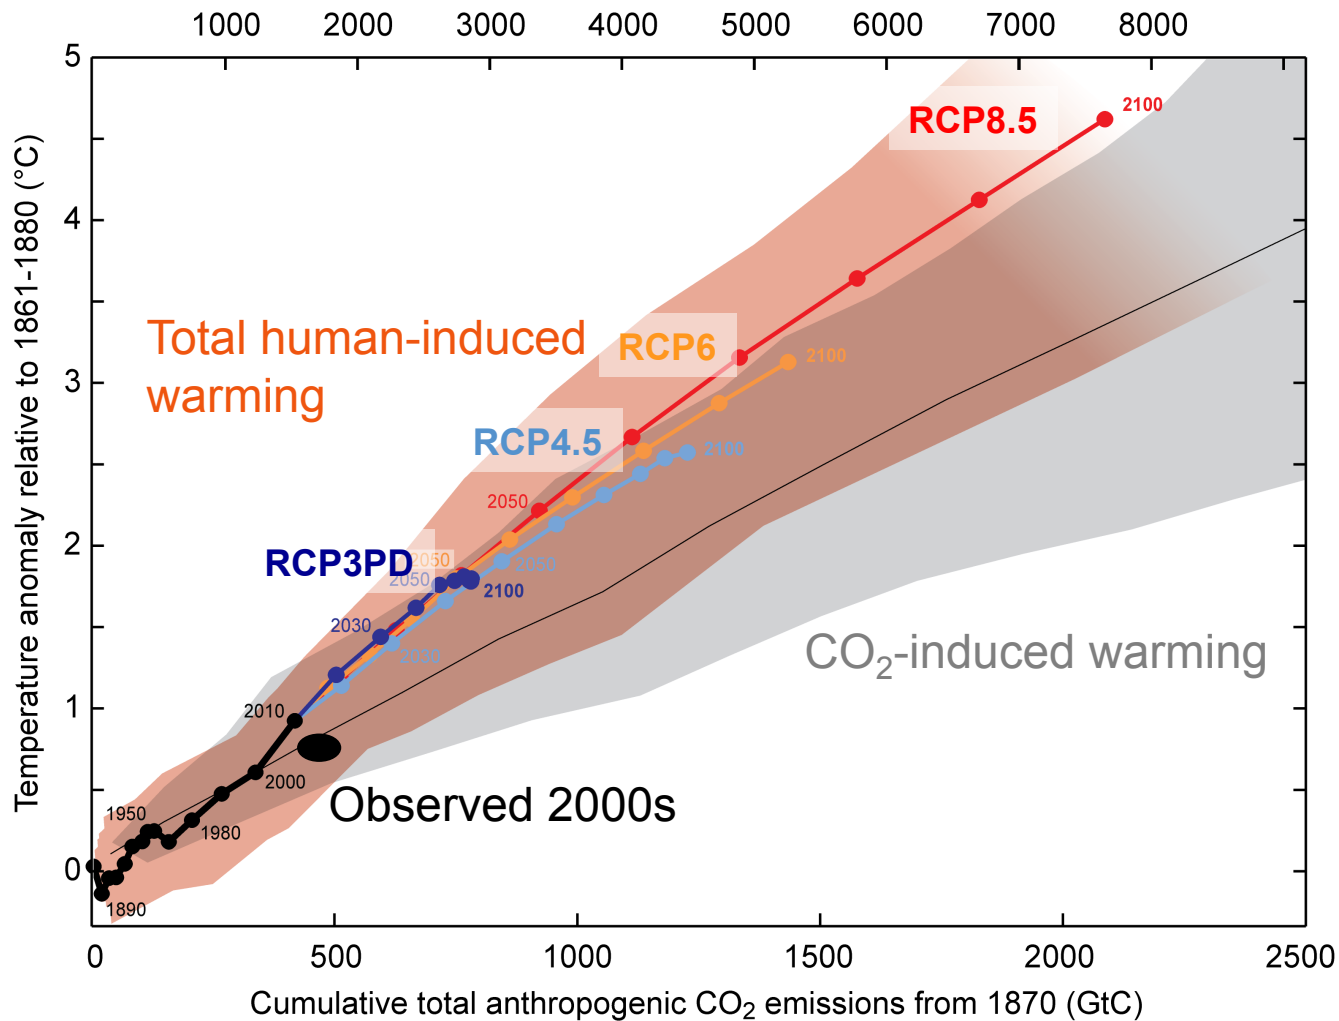 1000 2000 3000 4000 5000 6000 7000 8000
5
4
3
2
1
0
Temperature anomaly relative to 1861-1880 (°C)
RCP8.5
2100
Total human-induced
warming
RCP6
2100
RCP4.5
2100
2050
RCP3PD
2050
2050
2050
2100
2030
2030
CO₂-induced warming
2010
2000
Observed 2000s
1950
1980
1890
0 500 1000 1500 2000 2500
Cumulative total anthropogenic CO₂ emissions from 1870 (GtC)